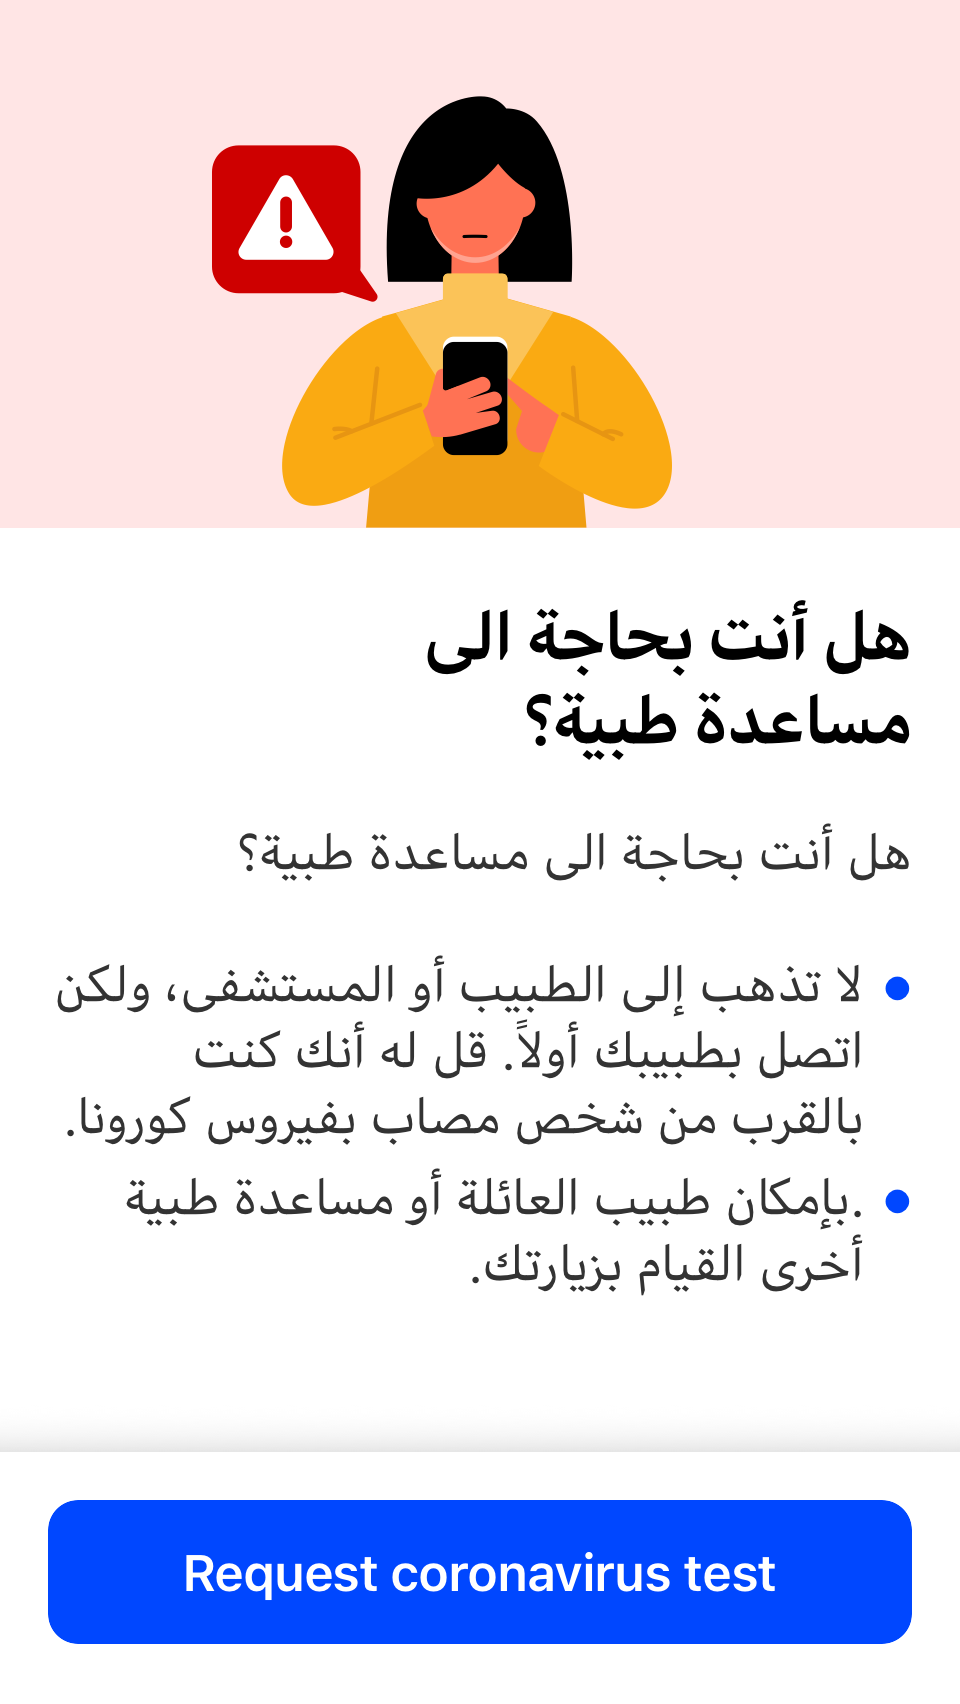 هل أنت بحاجة الى
مساعدة طبية؟
هل أنت بحاجة الى مساعدة طبية؟
لا تذهب إلى الطبيب أو المستشفى، ولكن
اتصل بطبيبك أولاً. قل له أنك كنت
بالقرب من شخص مصاب بفيروس كورونا.
.بإمكان طبيب العائلة أو مساعدة طبية
أخرى القيام بزيارتك.
Request coronavirus test